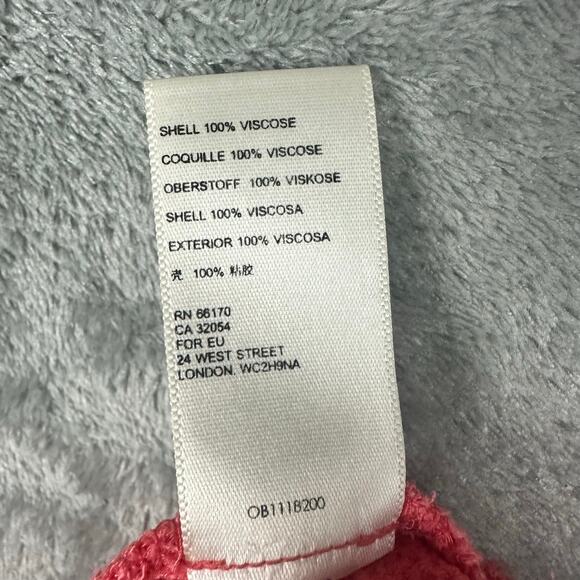 SHELL 100% VISCOSE
COQUILLE 100% VISCOSE
OBERSTOFF 100% VISKOSE
SHELL 100% VISCOSA
EXTERIOR 100% VISCOSA
壳 100% 粘胶
RN 66170
CA 32054
FOR EU
24 WEST STREET
LONDON. WC2H9NA
OB111B200